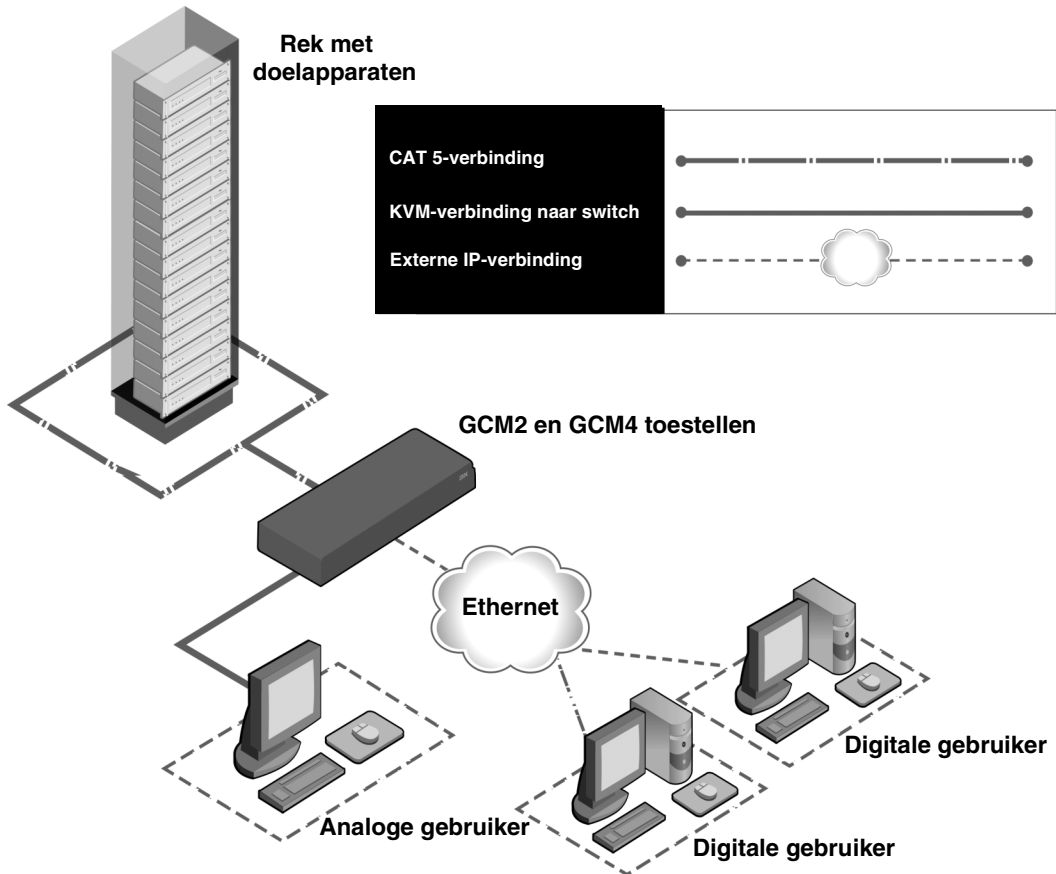 Rek met
doelapparaten
CAT 5-verbinding
KVM-verbinding naar switch
Externe IP-verbinding
GCM2 en GCM4 toestellen
Ethernet
Digitale gebruiker
Analoge gebruiker
Digitale gebruiker